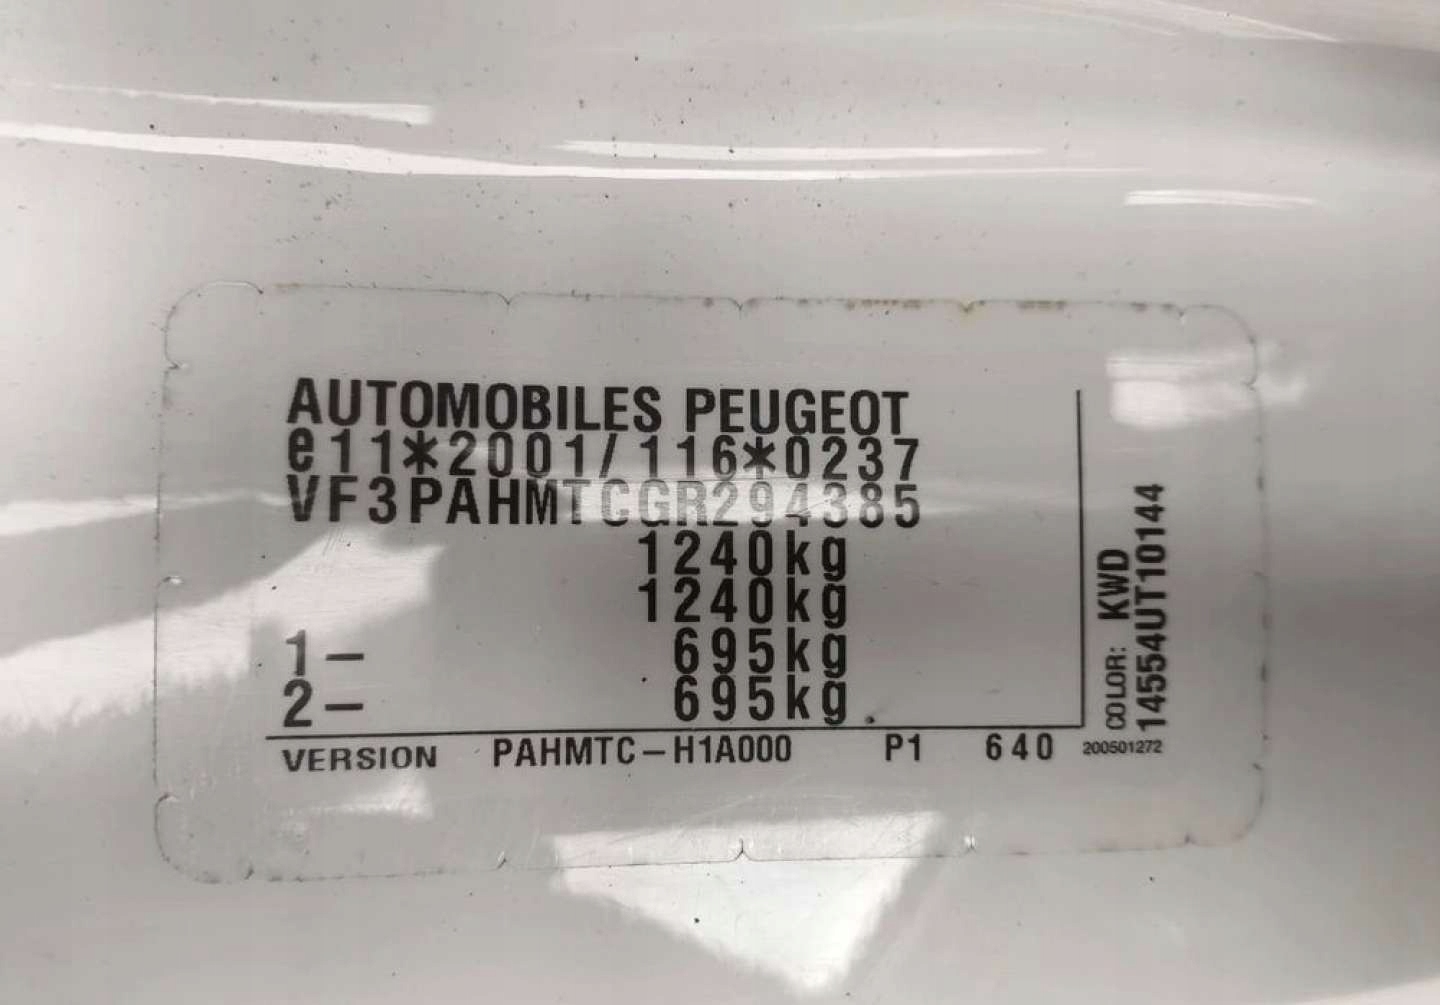 AUTOMOBILES PEUGEOT
e11*2001/116*0237
VF3PAHMTCGR294385
1240kg
1240kg
1- 695kg
2- 695kg
VERSION PAHMTC-H1A000 P1 640
COLOR: KWD
14554UT10144
200501272